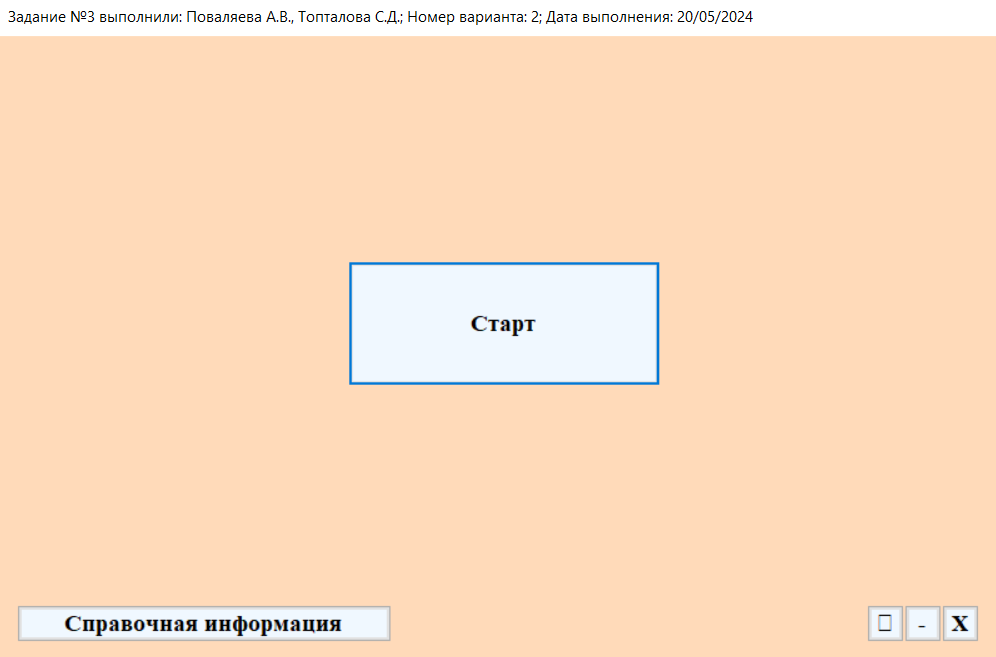 Задание №3 выполнили: Поваляева А.В., Топталова С.Д.; Номер варианта: 2; Дата выполнения: 20/05/2024
Старт
Справочная информация
□ - X